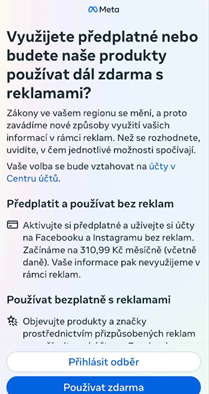 Meta
Využijete předplatné nebo
budete naše produkty
používat dál zdarma s
reklamami?
Zákony ve vašem regionu se mění, a proto
zavádíme nové způsoby využití vašich
informací v rámci reklam. Než se rozhodnete,
uvidíte, v čem jednotlivé možnosti spočívají.
Vaše volba se bude vztahovat na účty v
Centru účtů.
Předplatit a používat bez reklam
Aktivujte si předplatné a užívejte si účty
na Facebooku a Instagramu bez reklam.
Začínáme na 310,99 Kč měsíčně (včetně
daně). Vaše informace pak nevyužijeme v
rámci reklam.
Používat bezplatně s reklamami
Objevujte produkty a značky
prostřednictvím přizpůsobených reklam
Přihlásit odběr
Používat zdarma